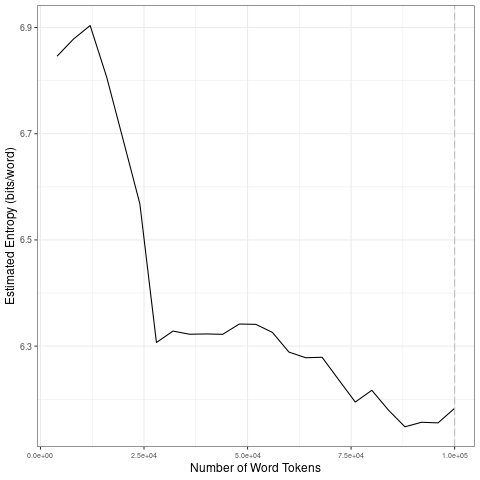 Estimated Entropy (bits/word)
6.9
6.7
6.5
6.3
0.0e+00 2.5e+04 5.0e+04 7.5e+04 1.0e+05
Number of Word Tokens